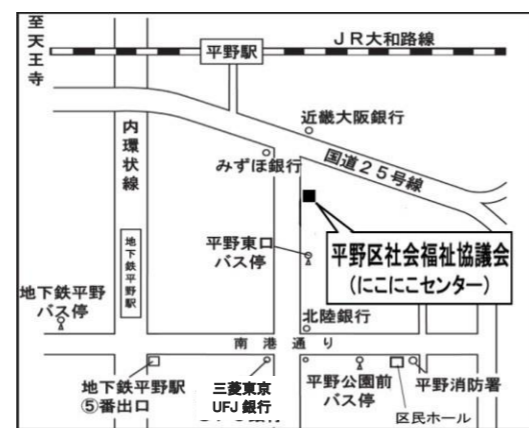 至天王寺
JR大和路線
平野駅
近畿大阪銀行
内環状線
みずほ銀行
国道25号線
平野区社会福祉協議会
(にこにこセンター)
平野東口
バス停
地下鉄平野駅
地下鉄平野
バス停
北陸銀行
南港通り
地下鉄平野駅
⑤番出口
三菱東京
UFJ 銀行
平野公園前
バス停
平野消防署
区民ホール